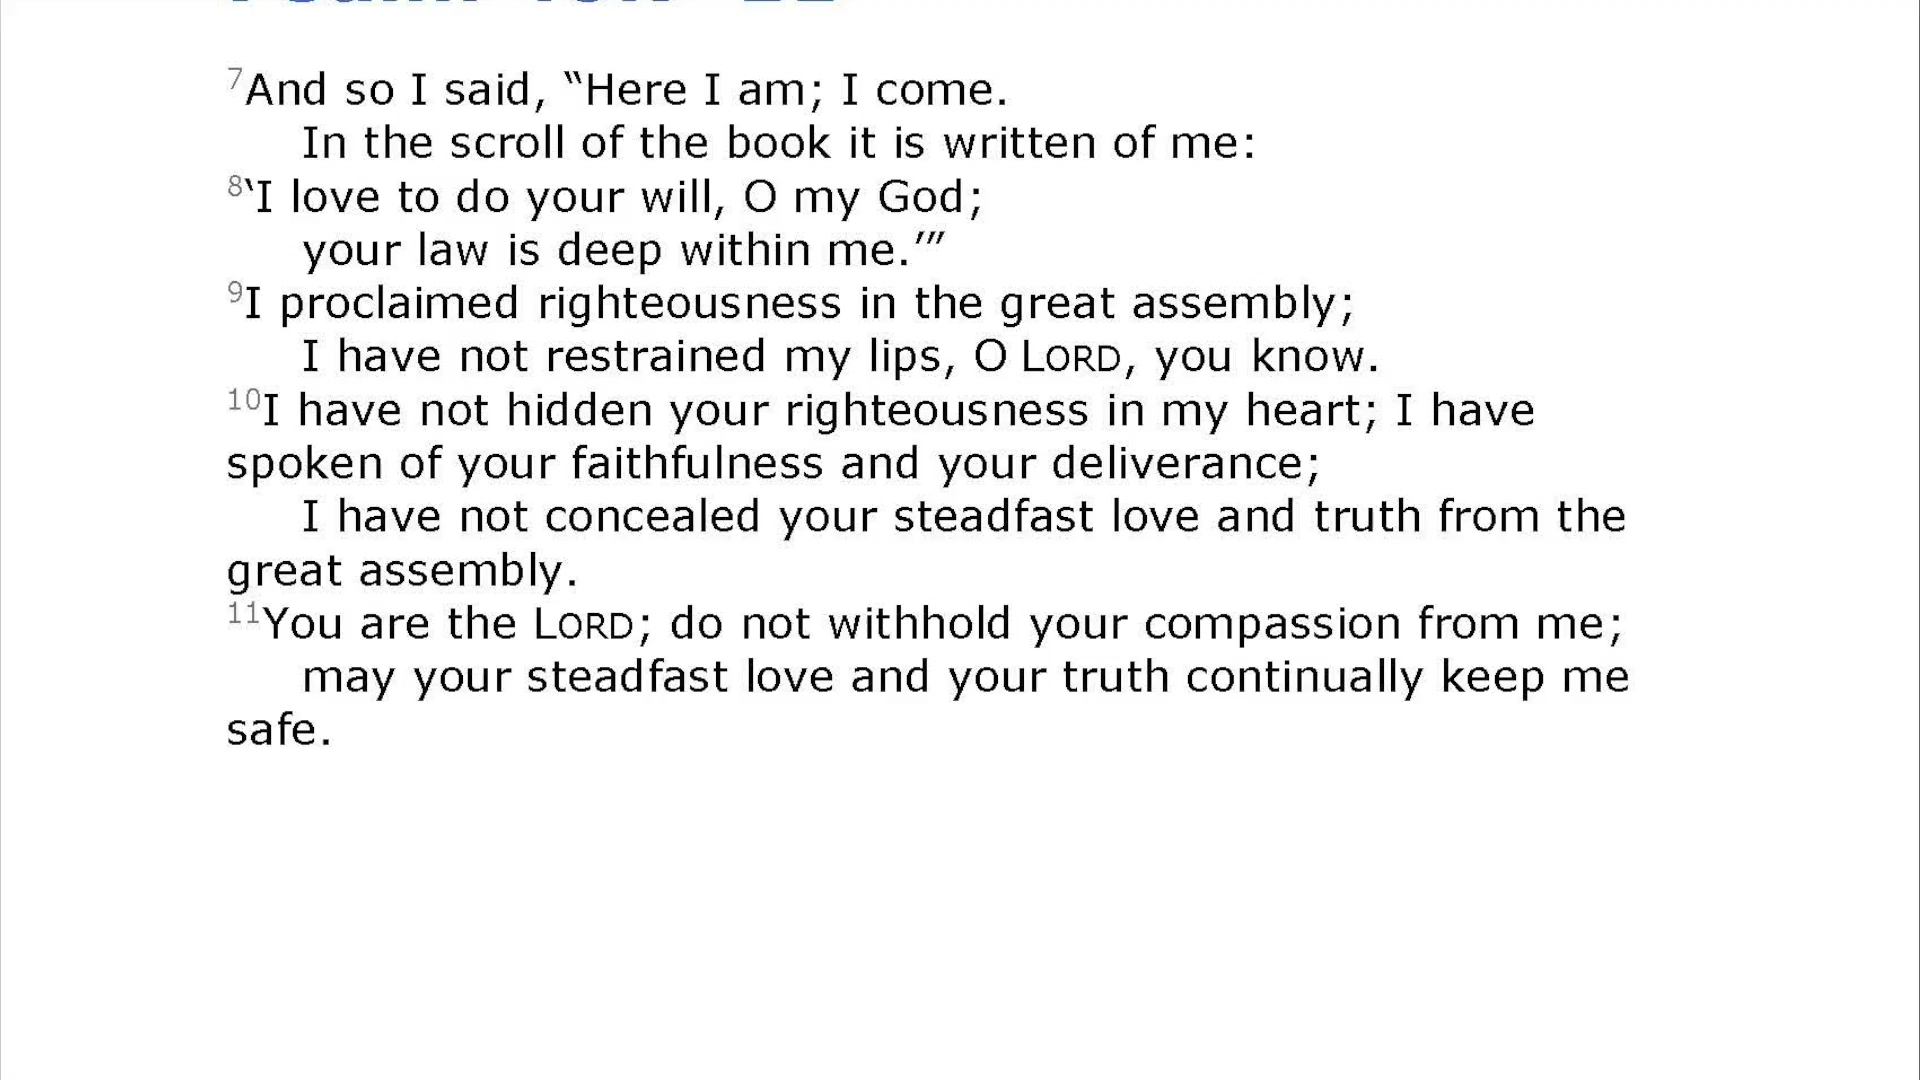 7And so I said, “Here I am; I come.
In the scroll of the book it is written of me:
8‘I love to do your will, O my God;
your law is deep within me.’”
9I proclaimed righteousness in the great assembly;
I have not restrained my lips, O LORD, you know.
10I have not hidden your righteousness in my heart; I have
spoken of your faithfulness and your deliverance;
I have not concealed your steadfast love and truth from the
great assembly.
11You are the LORD; do not withhold your compassion from me;
may your steadfast love and your truth continually keep me
safe.